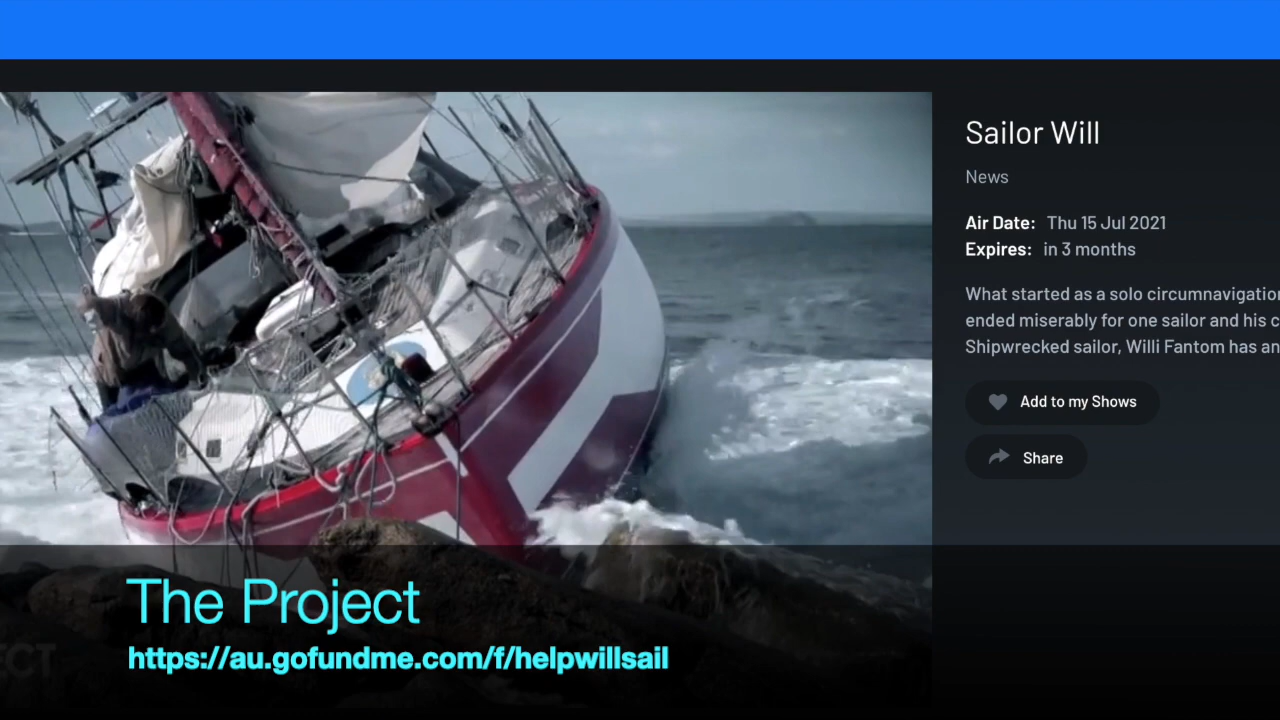 Sailor Will
News
Air Date: Thu 15 Jul 2021
Expires: in 3 months
What started as a solo circumnavigation
ended miserably for one sailor and his
Shipwrecked sailor, Willi Fantom has
Add to my Shows
Share
The Project
https://au.gofundme.com/f/helpwillsail